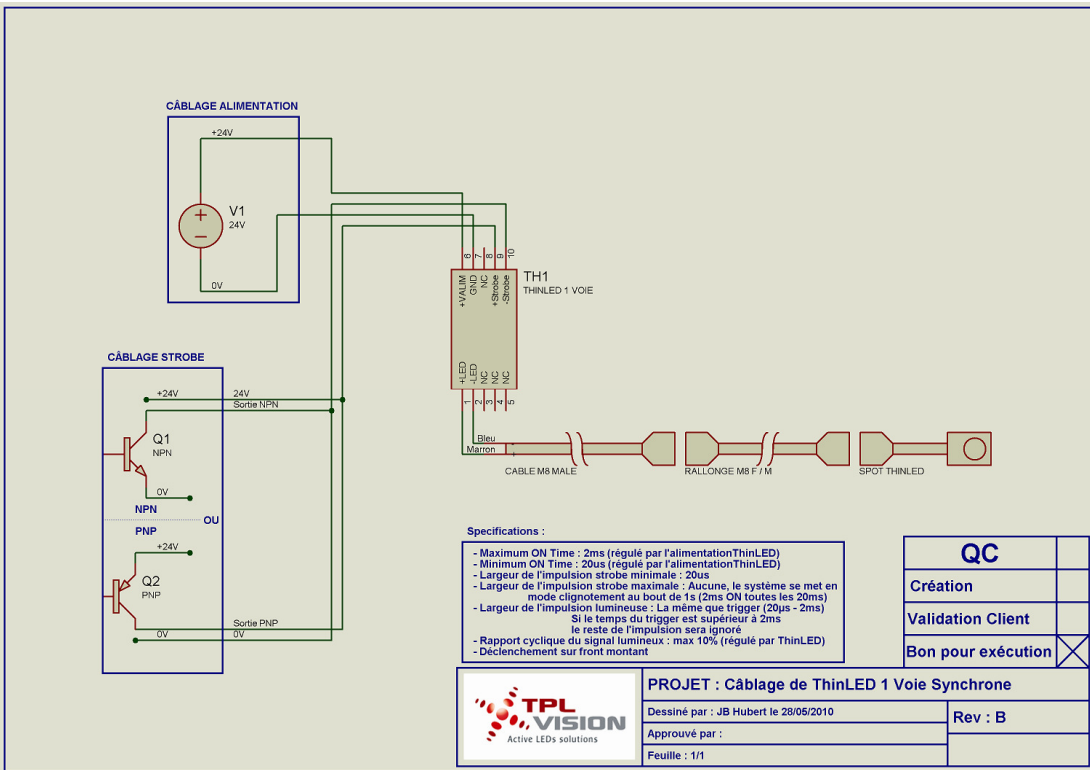 CÂBLAGE ALIMENTATION
+24V
V1
24V
0V
6
7
8
9
10
+VALIM
GND
NC
+Strobe
-Strobe
TH1
THINLED 1 VOIE
+LED
-LED
NC
NC
NC
1
2
3
4
5
CÂBLAGE STROBE
+24V
24V
Sortie NPN
Q1
NPN
0V
NPN
OU
PNP
+24V
Q2
PNP
Sortie PNP
0V
0V
Bleu
Marron
-
+
CABLE M8 MALE
RALLONGE M8 F / M
SPOT THINLED
Specifications :
- Maximum ON Time : 2ms (régulé par l'alimentationThinLED)
- Minimum ON Time : 20us (régulé par l'alimentationThinLED)
- Largeur de l'impulsion strobe minimale : 20us
- Largeur de l'impulsion strobe maximale : Aucune, le système se met en
mode clignotement au bout de 1s (2ms ON toutes les 20ms)
- Largeur de l'impulsion lumineuse : La même que trigger (20µs - 2ms)
Si le temps du trigger est supérieur à 2ms
le reste de l'impulsion sera ignoré
- Rapport cyclique du signal lumineux : max 10% (régulé par ThinLED)
- Déclenchement sur front montant
QC
Création
Validation Client
Bon pour exécution
TPL
VISION
Active LEDs solutions
PROJET : Câblage de ThinLED 1 Voie Synchrone
Dessiné par : JB Hubert le 28/05/2010
Rev : B
Approuvé par :
Feuille : 1/1